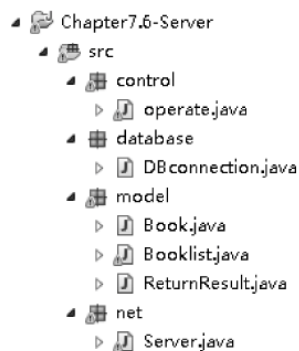 Chapter7.6-Server
src
control
operate.java
database
DBconnection.java
model
Book.java
Booklist.java
ReturnResult.java
net
Server.java